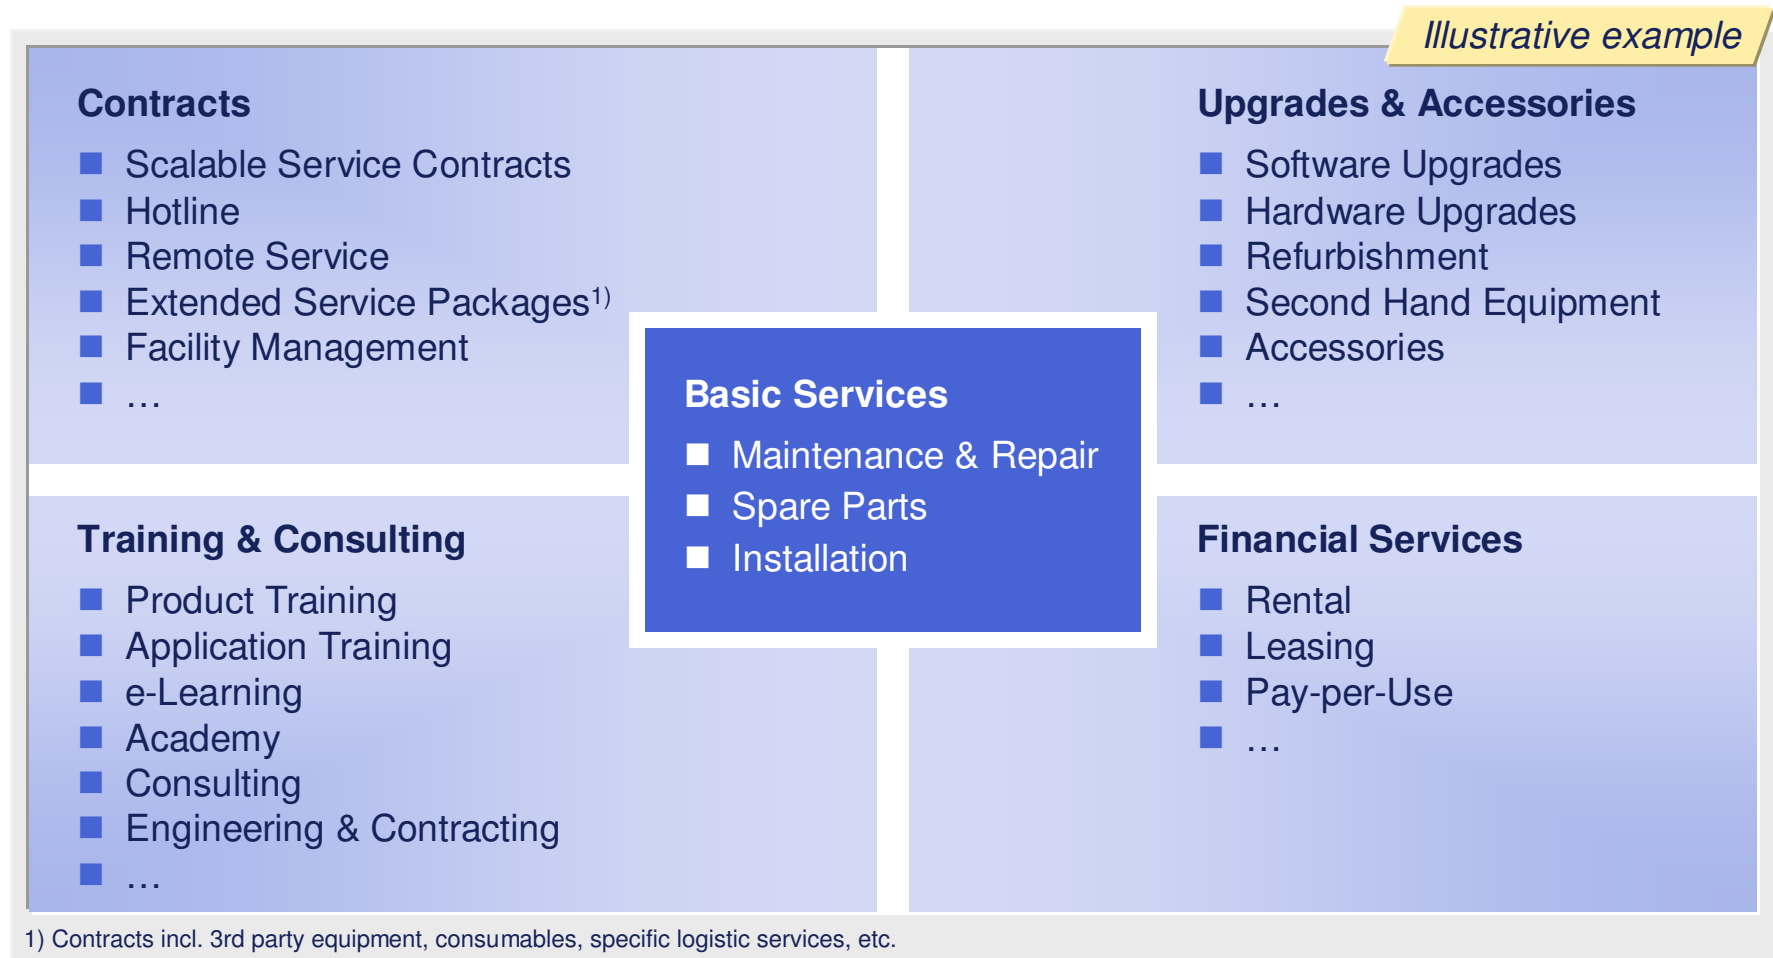 Illustrative example
Contracts
Scalable Service Contracts
Hotline
Remote Service
Extended Service Packages1)
Facility Management
…
Upgrades & Accessories
Software Upgrades
Hardware Upgrades
Refurbishment
Second Hand Equipment
Accessories
…
Basic Services
Maintenance & Repair
Spare Parts
Installation
Training & Consulting
Product Training
Application Training
e-Learning
Academy
Consulting
Engineering & Contracting
…
Financial Services
Rental
Leasing
Pay-per-Use
…
1) Contracts incl. 3rd party equipment, consumables, specific logistic services, etc.